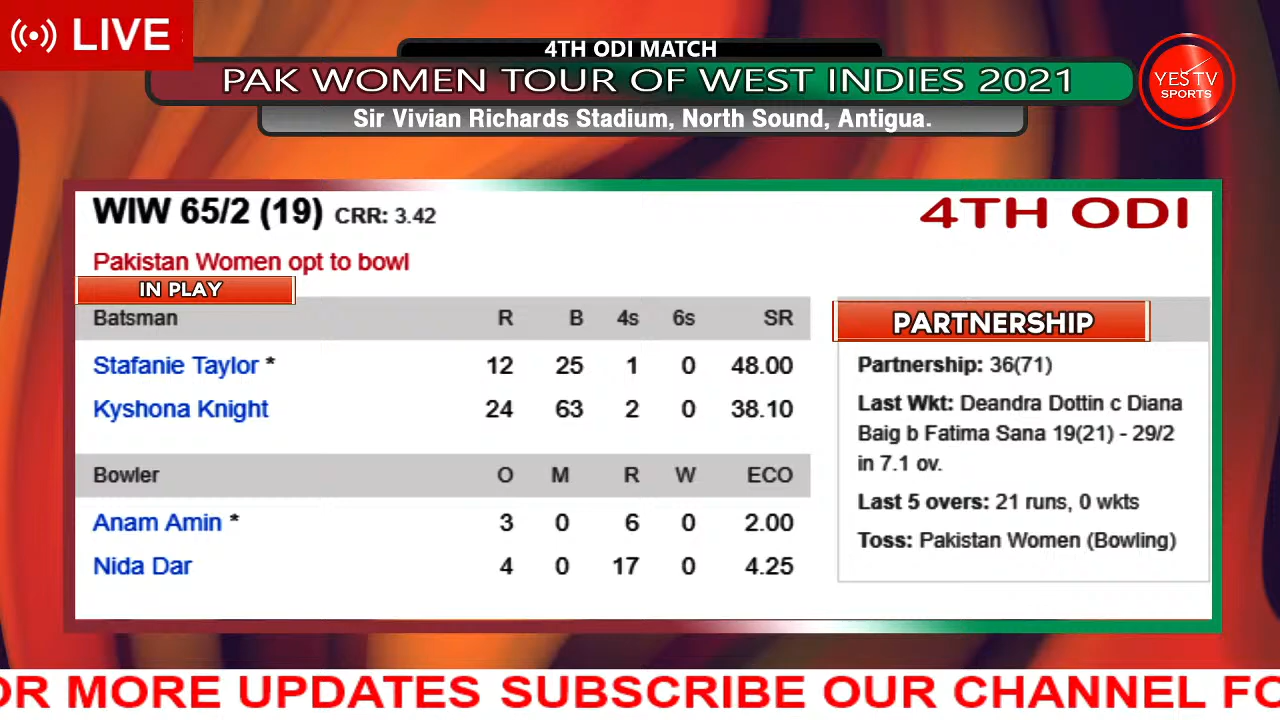 LIVE
4TH ODI MATCH
PAK WOMEN TOUR OF WEST INDIES 2021
Sir Vivian Richards Stadium, North Sound, Antigua.
YES TV
SPORTS
WIW 65/2 (19) CRR: 3.42
4TH ODI
Pakistan Women opt to bowl
IN PLAY
Batsman R B 4s 6s SR
Stafanie Taylor * 12 25 1 0 48.00
Kyshona Knight 24 63 2 0 38.10
Bowler O M R W ECO
Anam Amin * 3 0 6 0 2.00
Nida Dar 4 0 17 0 4.25
PARTNERSHIP
Partnership: 36(71)
Last Wkt: Deandra Dottin c Diana
Baig b Fatima Sana 19(21) - 29/2
in 7.1 ov.
Last 5 overs: 21 runs, 0 wkts
Toss: Pakistan Women (Bowling)
OR MORE UPDATES SUBSCRIBE OUR CHANNEL FO